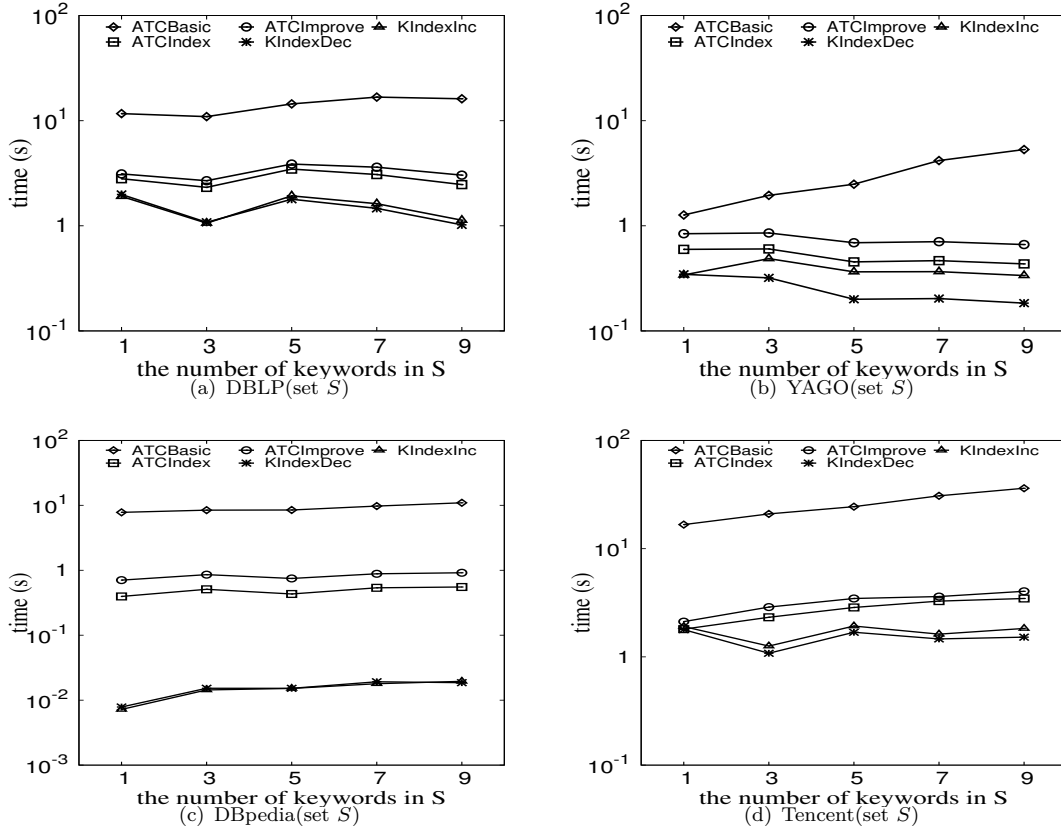 10^2
ATCBasic ATCImprove KIndexInc
ATCIndex KIndexDec
10^1
1
10^-1
time (s)
1 3 5 7 9
the number of keywords in S
(a) DBLP(set S)
10^2
ATCBasic ATCImprove KIndexInc
ATCIndex KIndexDec
10^1
1
10^-1
time (s)
1 3 5 7 9
the number of keywords in S
(b) YAGO(set S)
10^2
ATCBasic ATCImprove KIndexInc
ATCIndex KIndexDec
10^1
1
10^-1
10^-2
10^-3
time (s)
1 3 5 7 9
the number of keywords in S
(c) DBpedia(set S)
10^2
ATCBasic ATCImprove KIndexInc
ATCIndex KIndexDec
10^1
1
10^-1
time (s)
1 3 5 7 9
the number of keywords in S
(d) Tencent(set S)